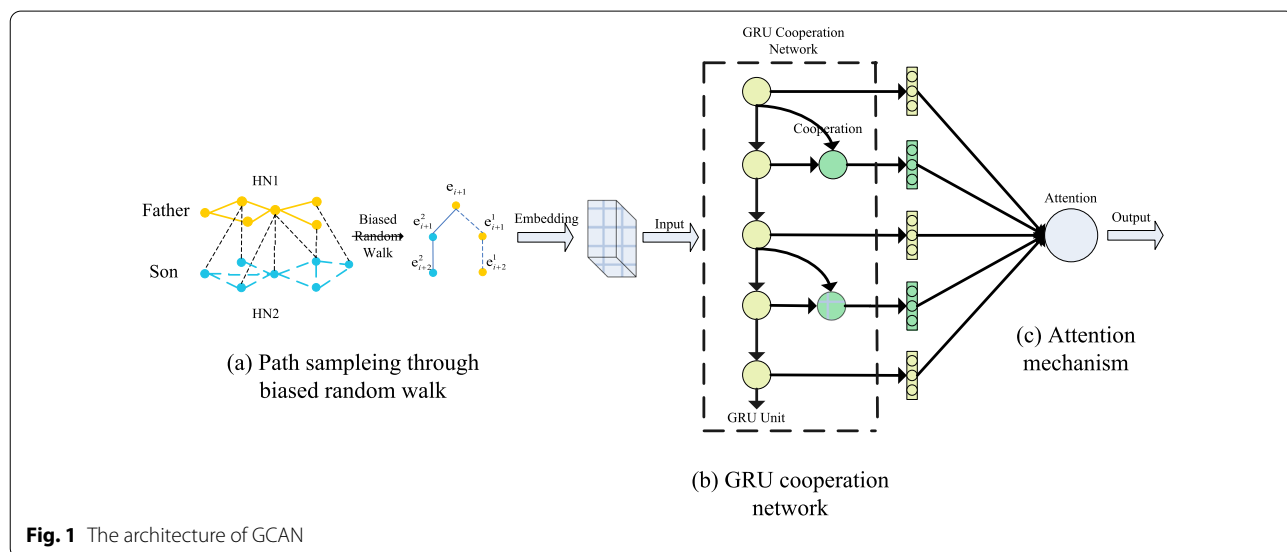 GRU Cooperation
Network
Cooperation
HN1
Father
Son
HN2
Biased
Random
Walk
e_{i+1}
e^2_{i+1}
e^1_{i+1}
e^2_{i+2}
e^1_{i+2}
Embedding
Input
GRU Unit
Attention
Output
(a) Path sampleing through
biased random walk
(b) GRU cooperation
network
(c) Attention
mechanism
Fig. 1 The architecture of GCAN